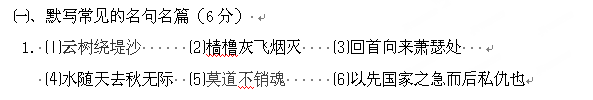 ㈠、默写常见的名句名篇（6分）
1. ⑴云树绕堤沙 ⑵樯橹灰飞烟灭 ⑶回首向来萧瑟处
⑷水随天去秋无际 ⑸莫道不销魂 ⑹以先国家之急而后私仇也